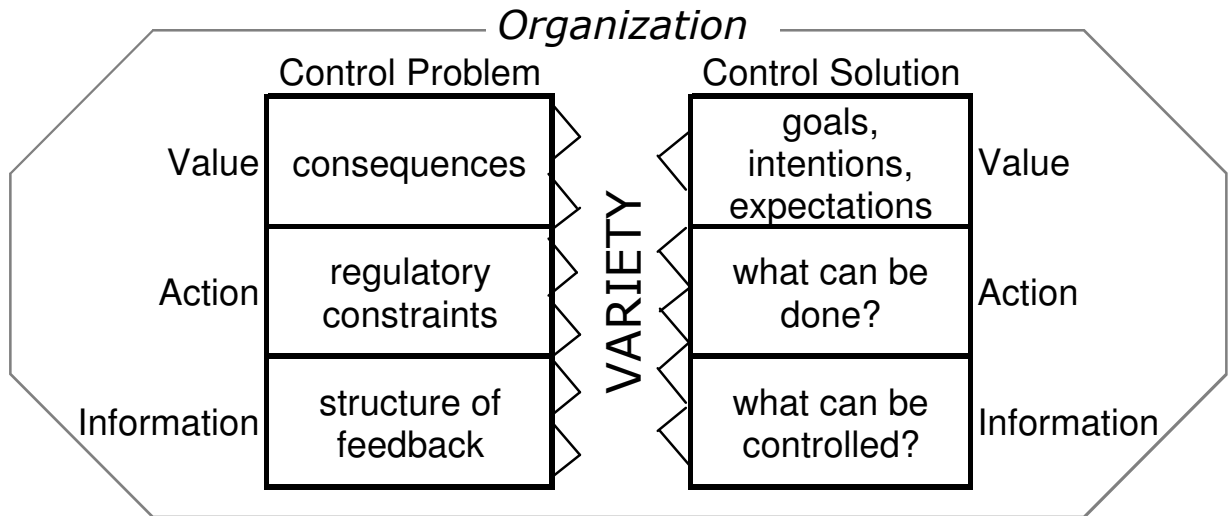 Organization
Control Problem
Control Solution
Value
consequences
goals,
intentions,
expectations
Value
Action
regulatory
constraints
what can be
done?
Action
Information
structure of
feedback
what can be
controlled?
Information
VARIETY